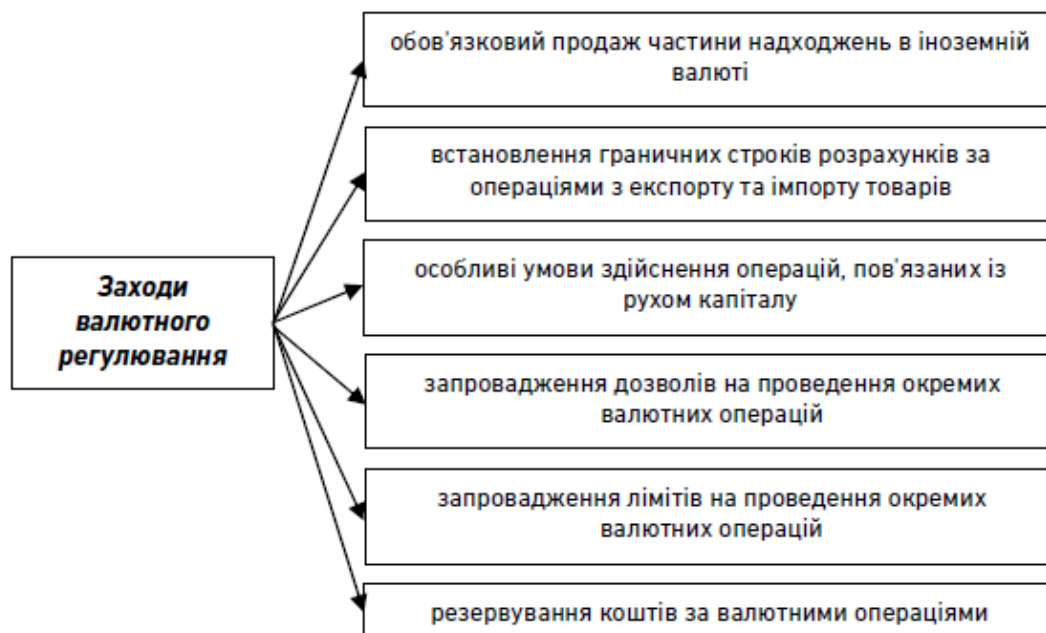 обов'язковий продаж частини надходжень в іноземній
валюті
встановлення граничних строків розрахунків за
операціями з експорту та імпорту товарів
Заходи
валютного
регулювання
особливі умови здійснення операцій, пов'язаних із
рухом капіталу
запровадження дозволів на проведення окремих
валютних операцій
запровадження лімітів на проведення окремих
валютних операцій
резервування коштів за валютними операціями